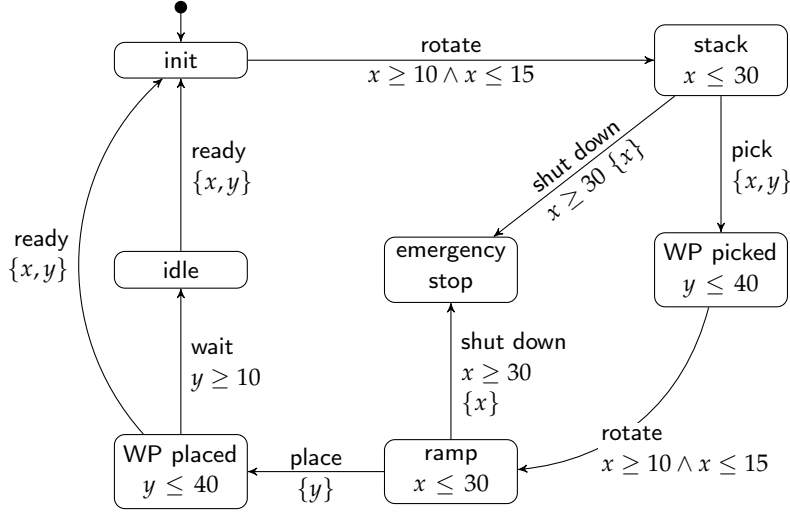 init
rotate
x ≥ 10 ∧ x ≤ 15
stack
x ≤ 30
ready
{x, y}
shut down
x ≥ 30 {x}
pick
{x, y}
ready
{x, y}
idle
emergency
stop
WP picked
y ≤ 40
wait
y ≥ 10
shut down
x ≥ 30
{x}
rotate
x ≥ 10 ∧ x ≤ 15
WP placed
y ≤ 40
place
{y}
ramp
x ≤ 30